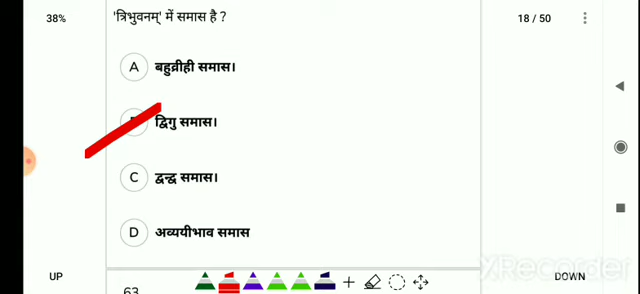 38%
'त्रिभुवनम्' में समास है ?
18 / 50
A बहुव्रीही समास।
द्विगु समास।
C द्वन्द्व समास।
D अव्ययीभाव समास
UP
63
XRecorder
DOWN